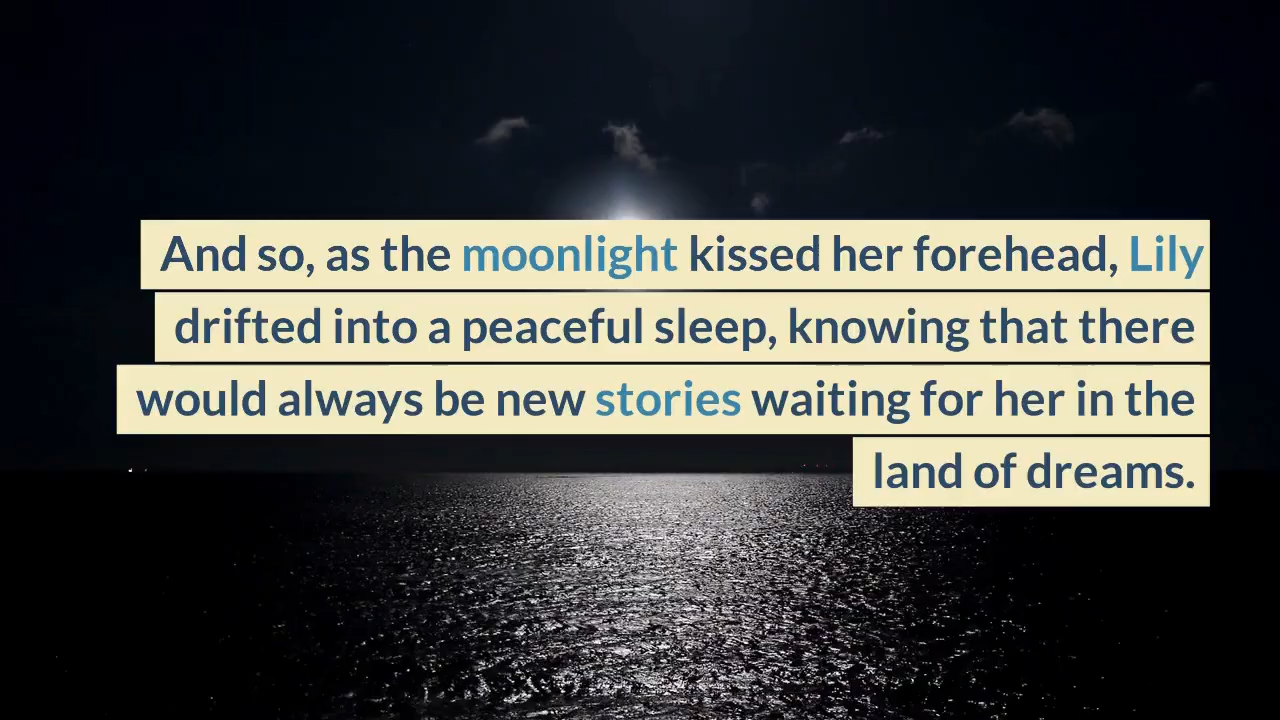 And so, as the moonlight kissed her forehead, Lily
drifted into a peaceful sleep, knowing that there
would always be new stories waiting for her in the
land of dreams.